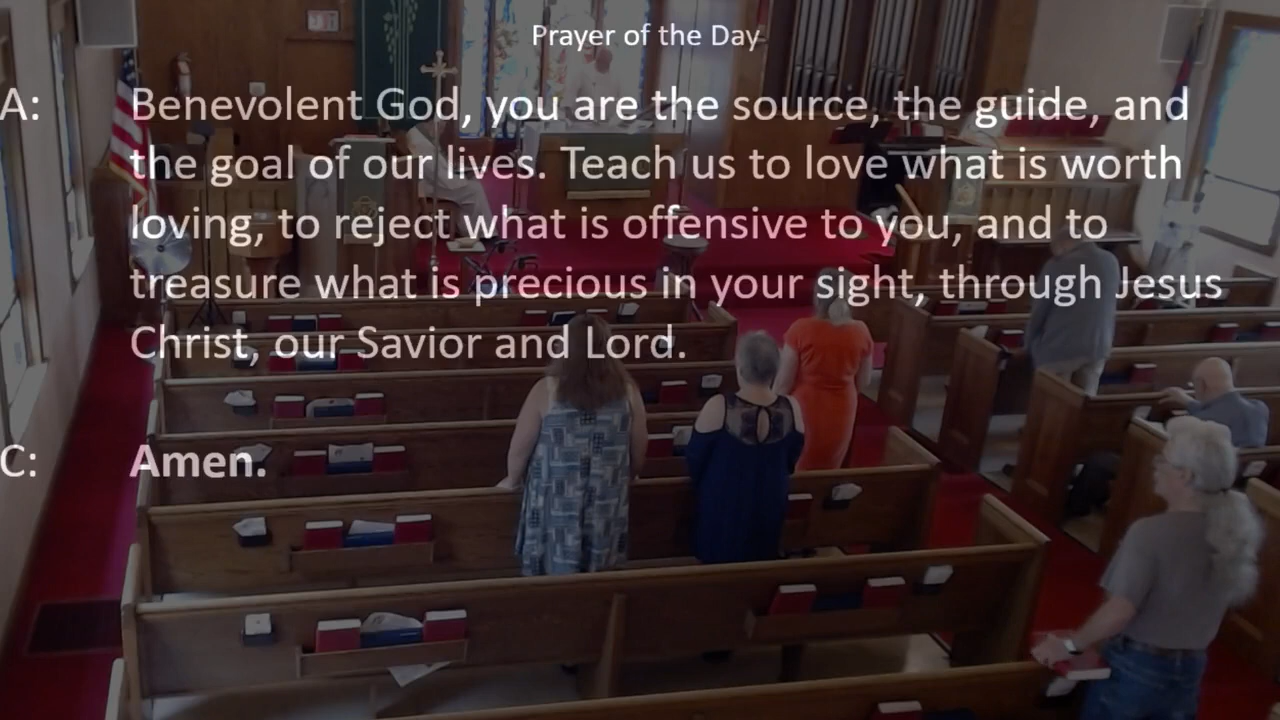 Prayer of the Day
A: Benevolent God, you are the source, the guide, and
the goal of our lives. Teach us to love what is worth
loving, to reject what is offensive to you, and to
treasure what is precious in your sight, through Jesus
Christ, our Savior and Lord.
C: Amen.